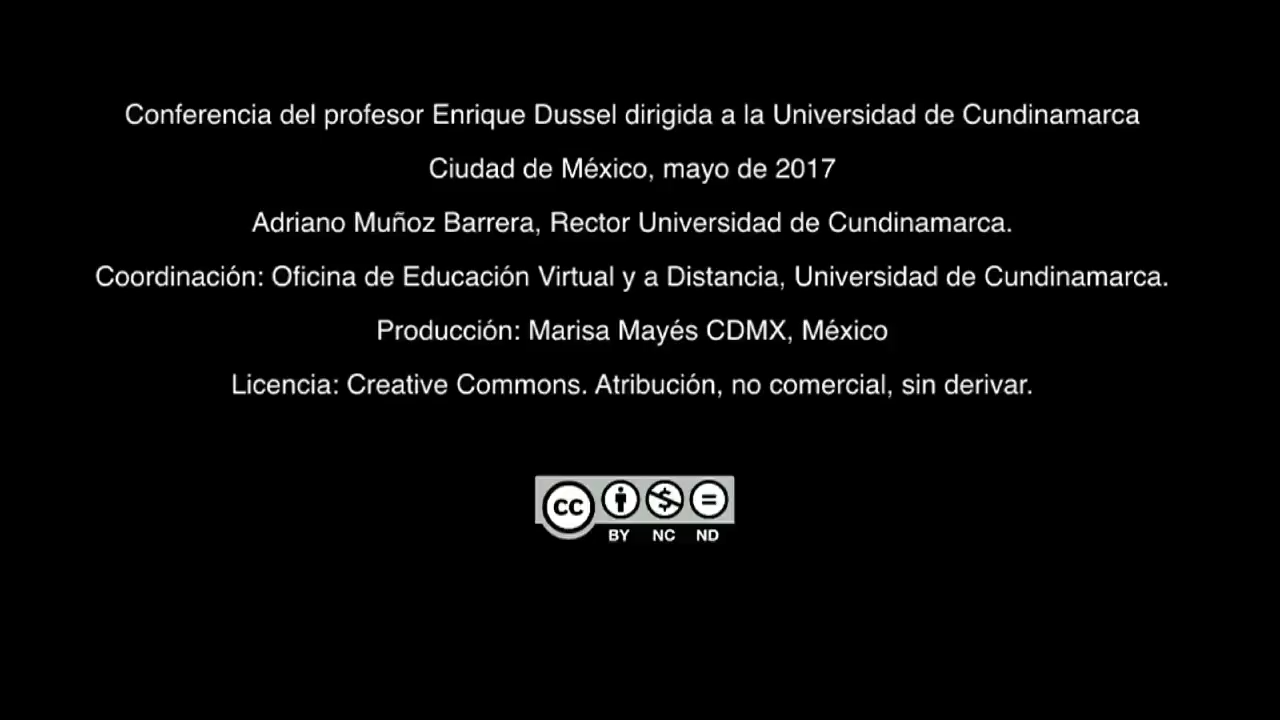 Conferencia del profesor Enrique Dussel dirigida a la Universidad de Cundinamarca
Ciudad de México, mayo de 2017
Adriano Muñoz Barrera, Rector Universidad de Cundinamarca.
Coordinación: Oficina de Educación Virtual y a Distancia, Universidad de Cundinamarca.
Producción: Marisa Mayés CDMX, México
Licencia: Creative Commons. Atribución, no comercial, sin derivar.
cc
BY NC ND